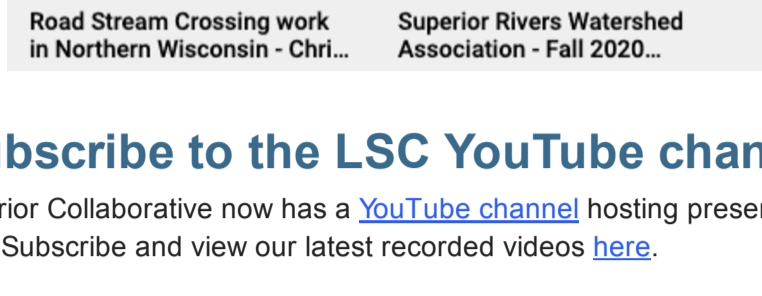 Road Stream Crossing work
in Northern Wisconsin - Chri...
Superior Rivers Watershed
Association - Fall 2020...
bscribe to the LSC YouTube chan
rior Collaborative now has a YouTube channel hosting presen
Subscribe and view our latest recorded videos here.